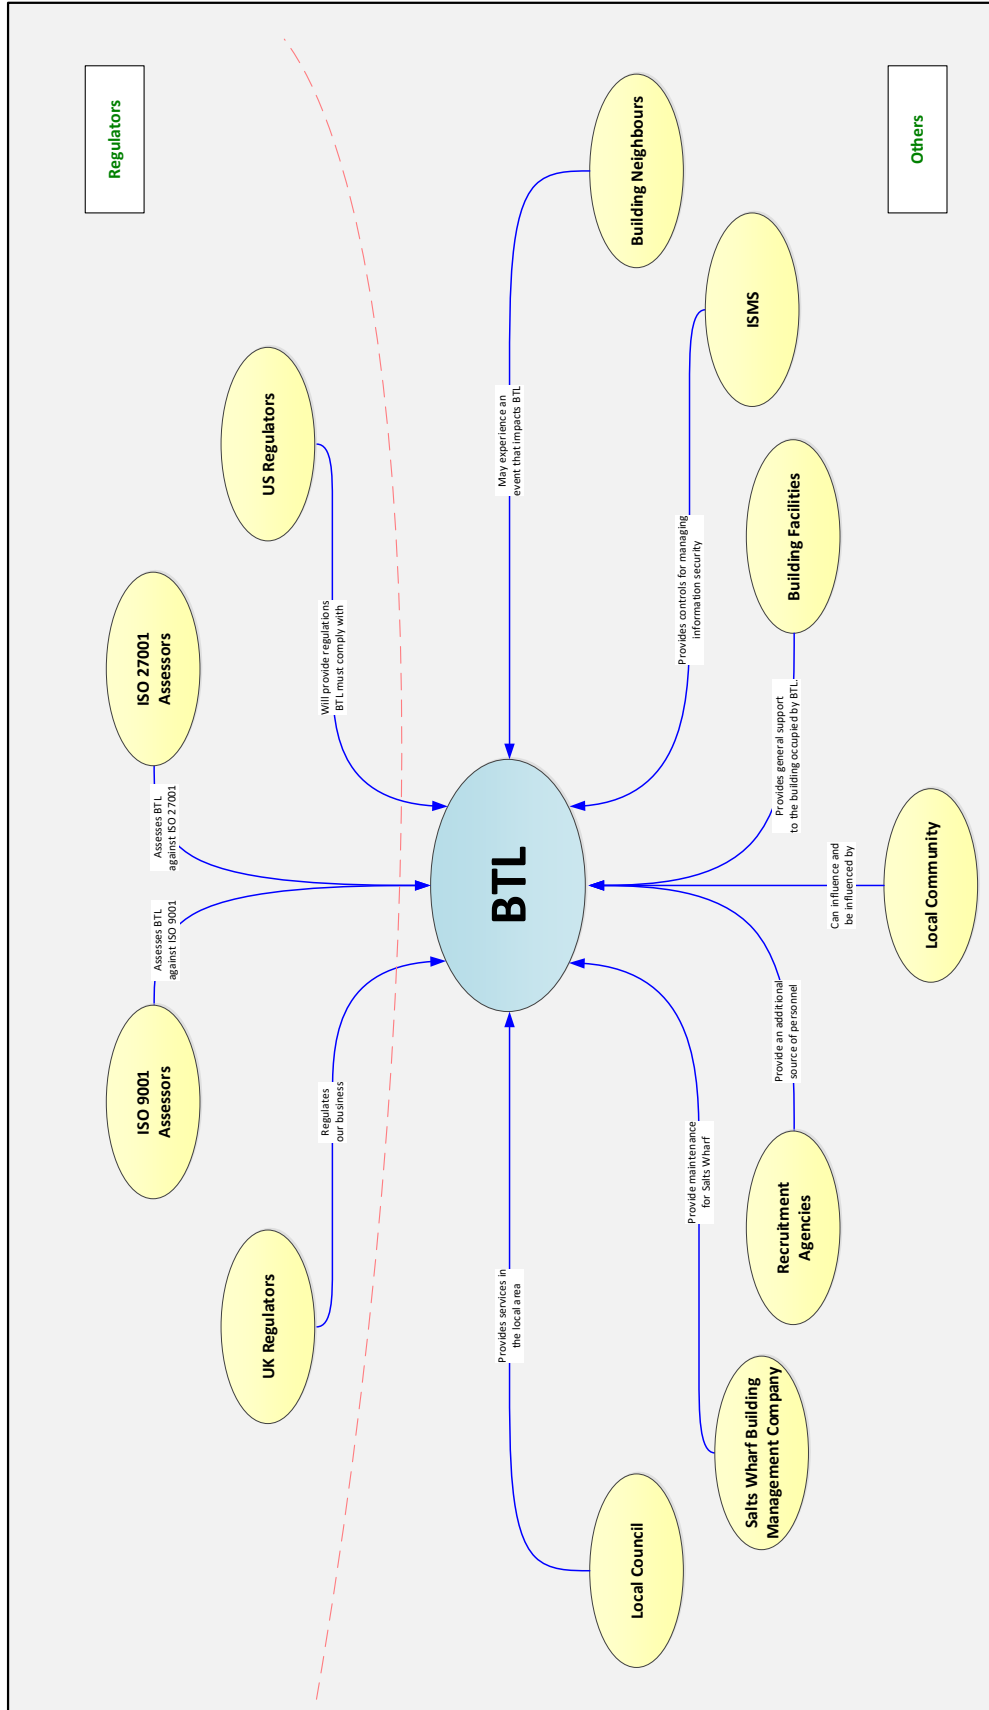 Regulators
ISO 9001
Assessors
ISO 27001
Assessors
Assesses BTL
against ISO 9001
Assesses BTL
against ISO 27001
UK Regulators
US Regulators
Regulates
our business
Will provide regulations
BTL must comply with
BTL
Provides services in
the local area
May experience an
event that impacts BTL
Local Council
Building Neighbours
Provide maintenance
for Salts Wharf
Provides controls for managing
information security
Salts Wharf Building
Management Company
ISMS
Provide an additional
source of personnel
Provides general support
to the building occupied by BTL.
Recruitment
Agencies
Building Facilities
Can influence and
be influenced by
Local Community
Others